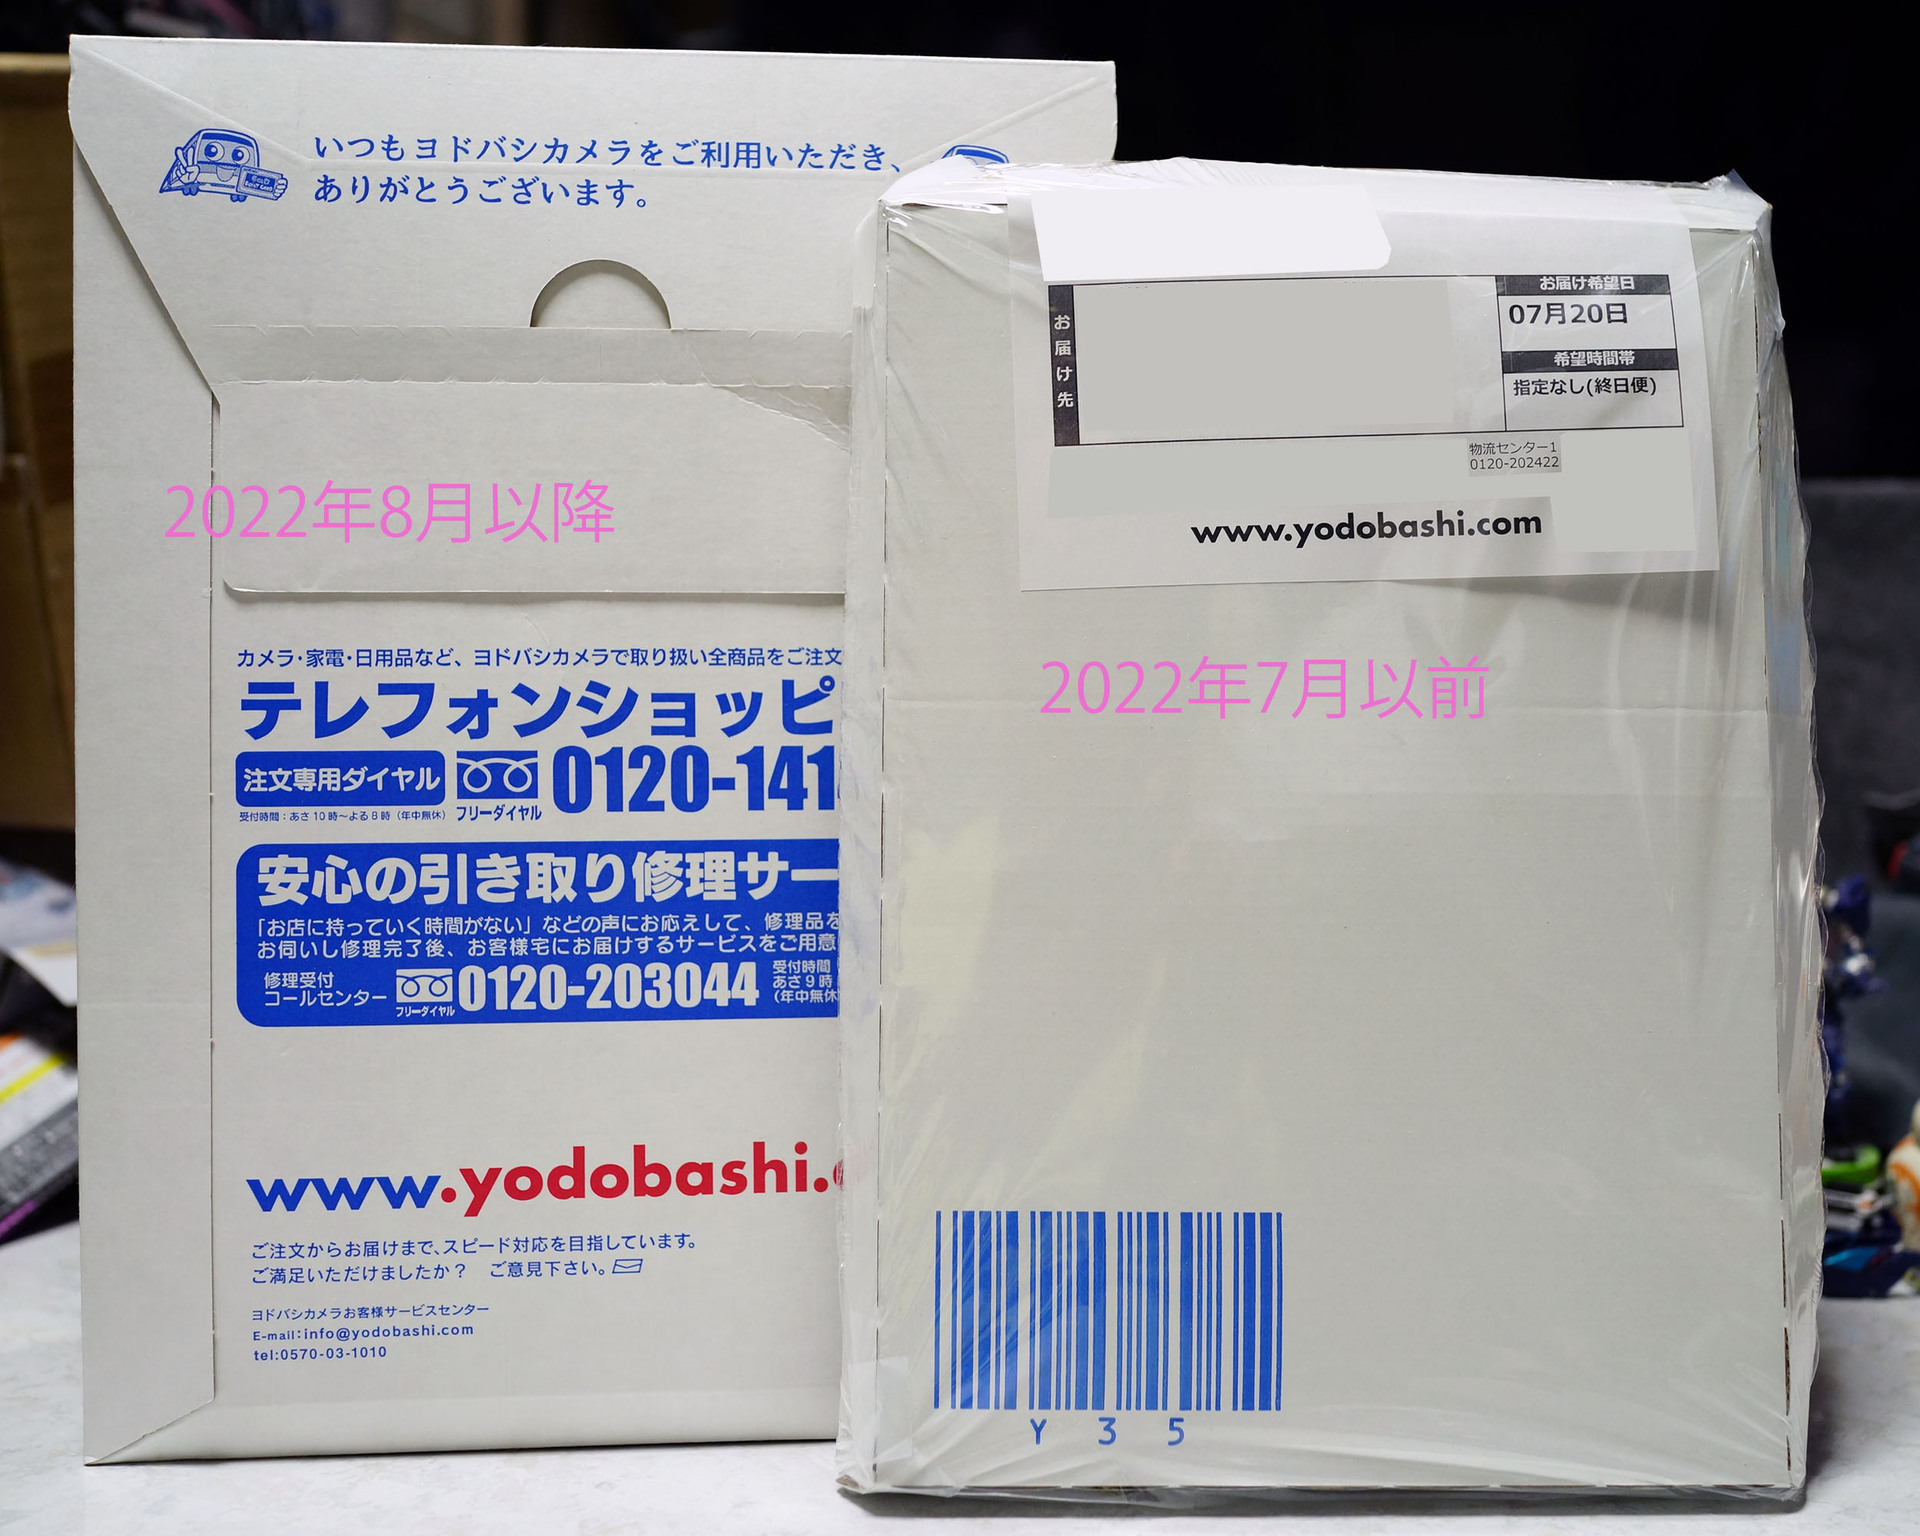 いつもヨドバシカメラをご利用いただき、
ありがとうございます。
GOLD
POINT CARD
2022年8月以降
カメラ・家電・日用品など、ヨドバシカメラで取り扱い全商品をご注文
テレフォンショッピ
注文専用ダイヤル
フリーダイヤル
0120-141
受付時間：あさ10時〜よる8時（年中無休）
安心の引き取り修理サー
「お店に持っていく時間がない」などの声にお応えして、修理品を
お伺いし修理完了後、お客様宅にお届けするサービスをご用意
修理受付
コールセンター
フリーダイヤル
0120-203044
受付時間
あさ9時
(年中無休
www.yodobashi.
ご注文からお届けまで、スピード対応を目指しています。
ご満足いただけましたか？　ご意見下さい。
ヨドバシカメラお客様サービスセンター
E-mail:info@yodobashi.com
tel:0570-03-1010
お届け先
お届け希望日
07月20日
希望時間帯
指定なし(終日便)
物流センター1
0120-202422
www.yodobashi.com
2022年7月以前
Y 3 5